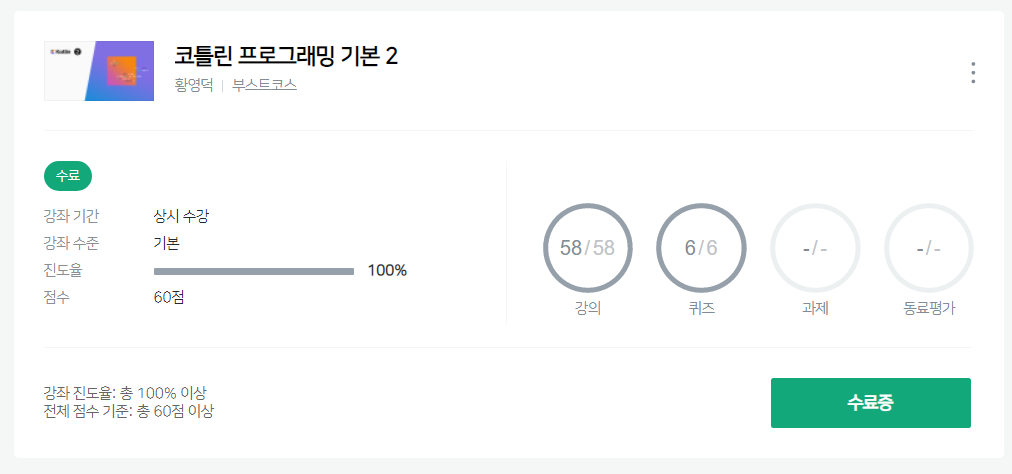 Kotlin 2
코틀린 프로그래밍 기본 2
황영덕 | 부스트코스
수료
강좌 기간 상시 수강
강좌 수준 기본
진도율 100%
점수 60점
58/58 6/6 -/- -/-
강의 퀴즈 과제 동료평가
강좌 진도율: 총 100% 이상
전체 점수 기준: 총 60점 이상
수료증